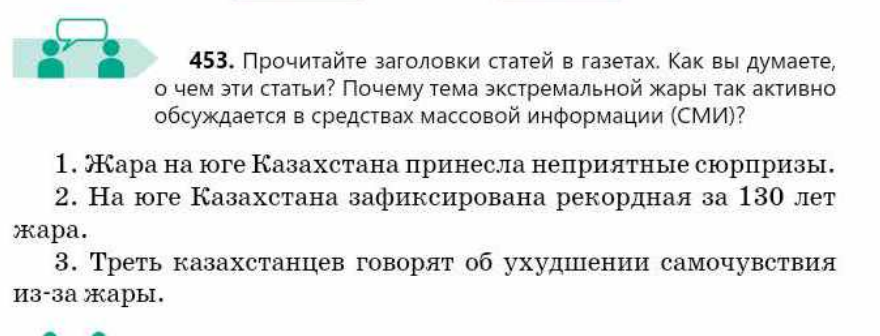 453. Прочитайте заголовки статей в газетах. Как вы думаете,
о чем эти статьи? Почему тема экстремальной жары так активно
обсуждается в средствах массовой информации (СМИ)?
1. Жара на юге Казахстана принесла неприятные сюрпризы.
2. На юге Казахстана зафиксирована рекордная за 130 лет
жара.
3. Треть казахстанцев говорят об ухудшении самочувствия
из-за жары.